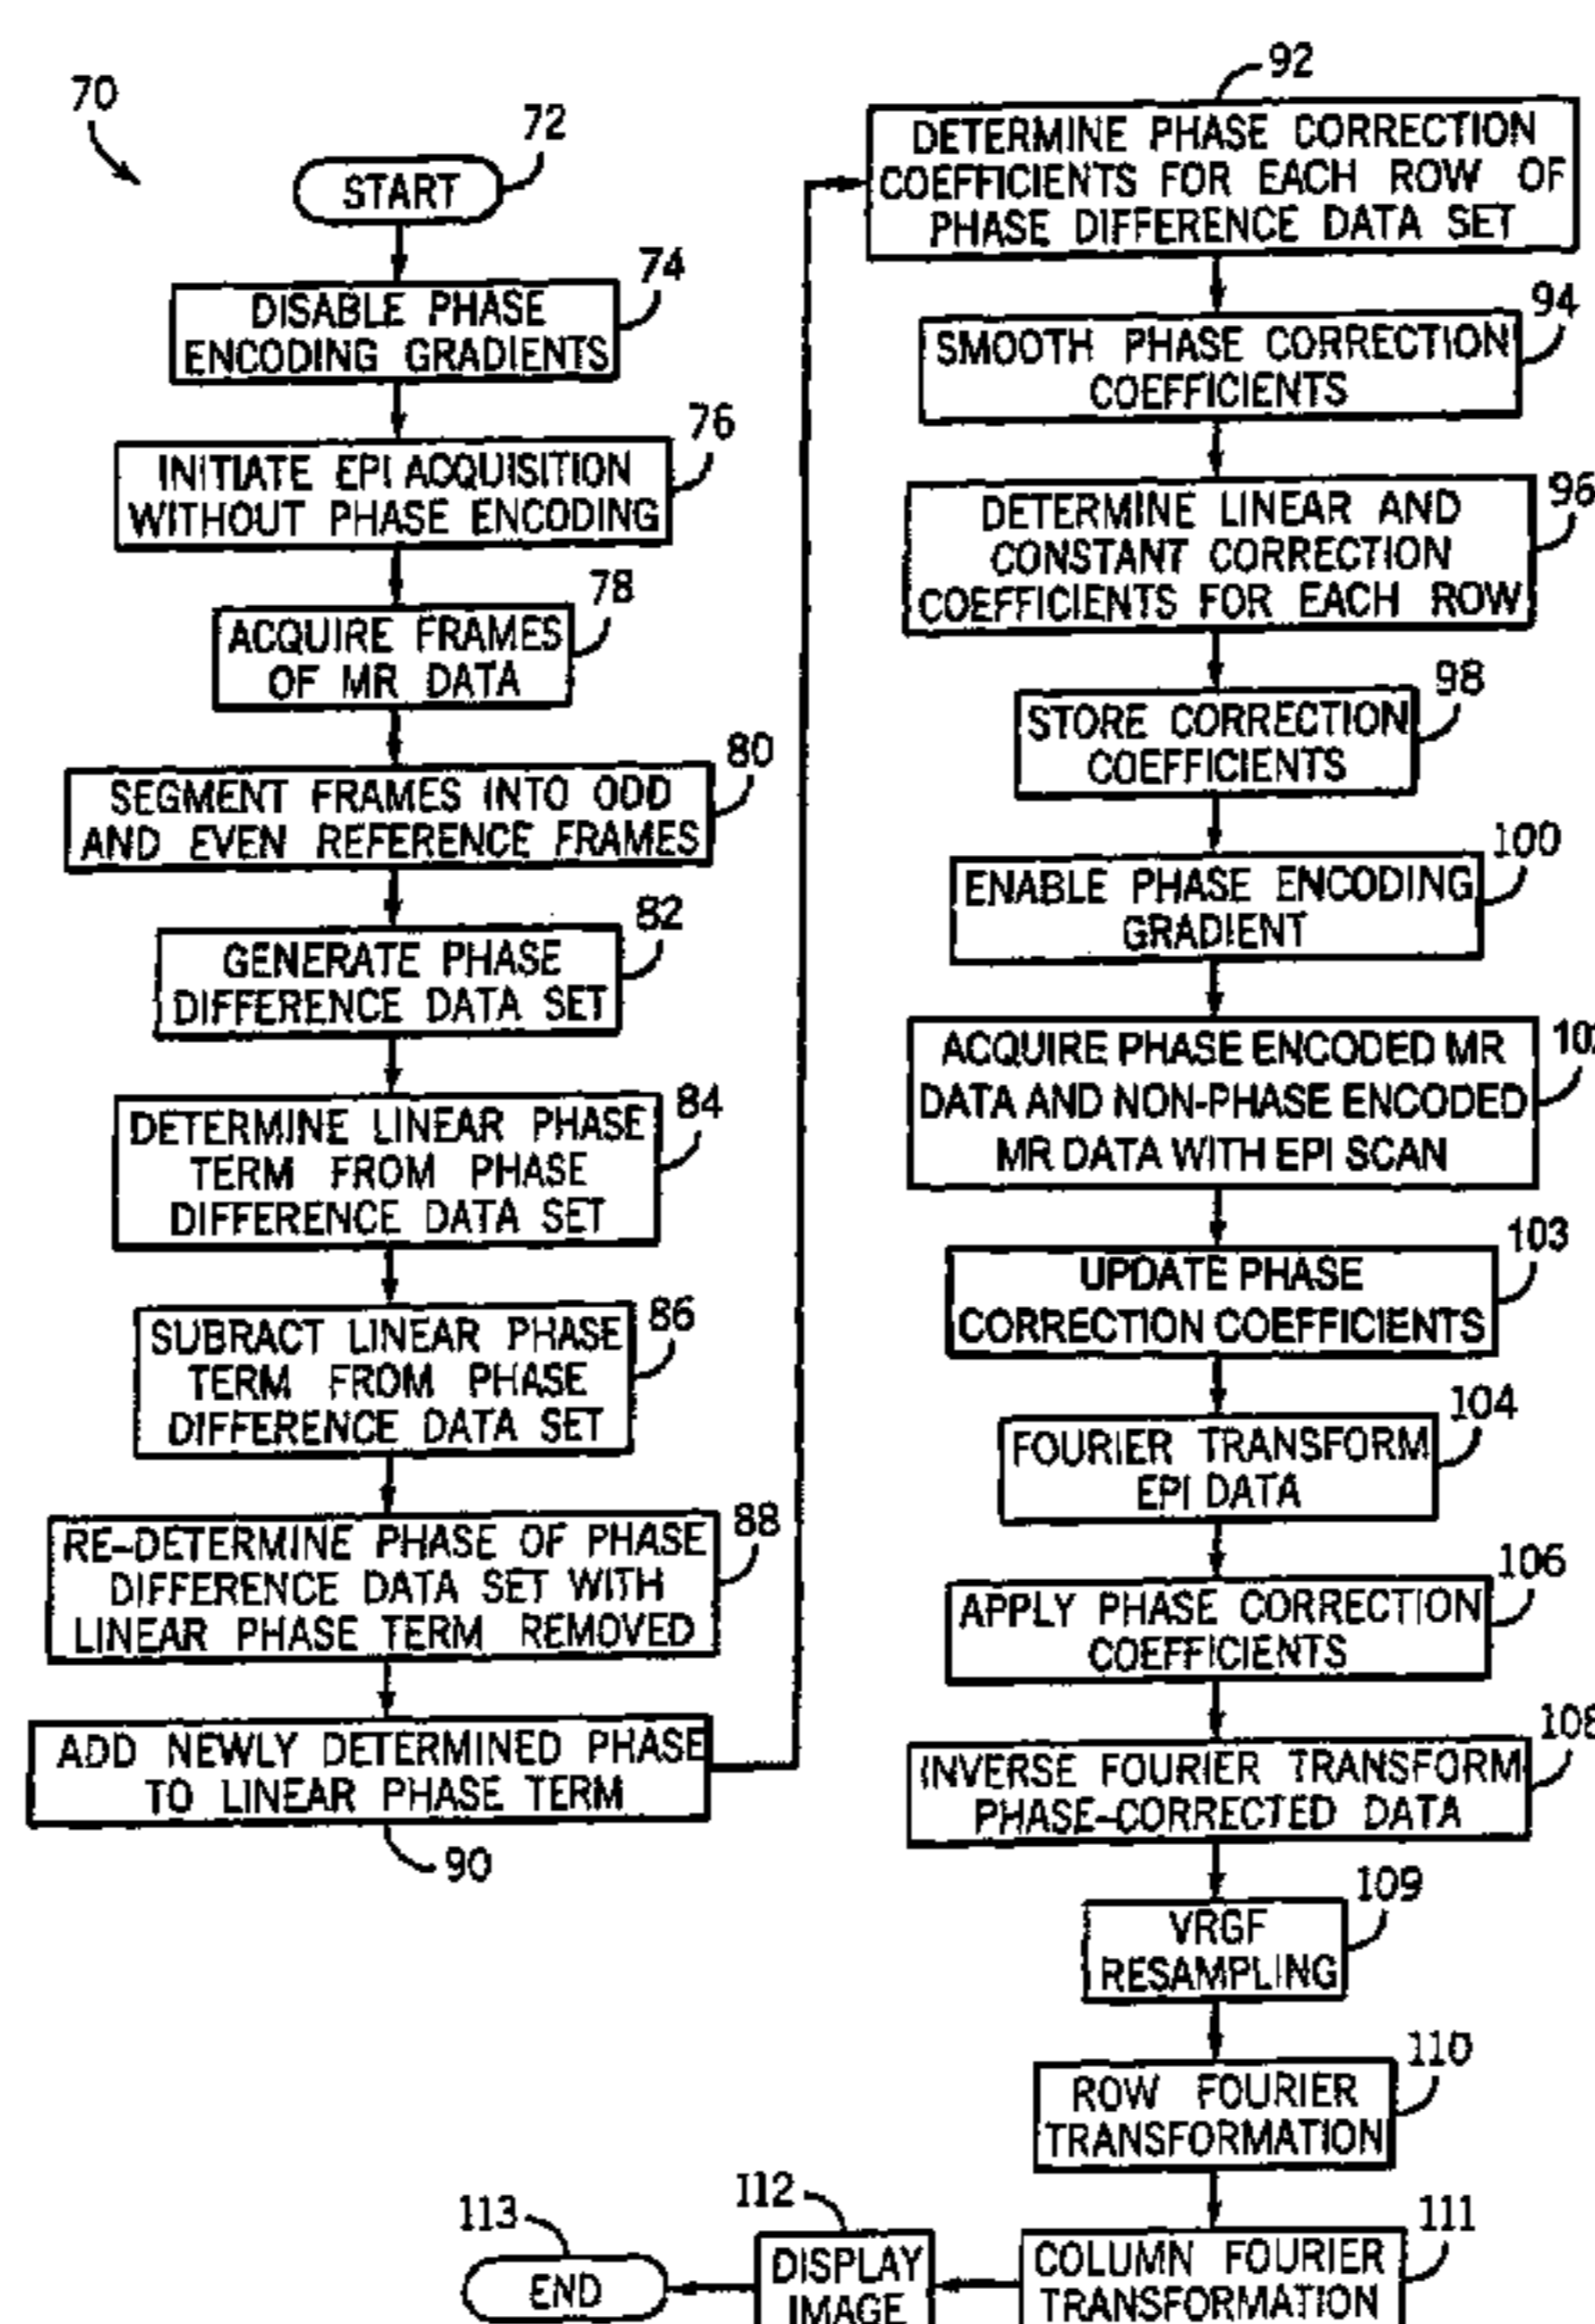 70
72
START
74
DISABLE PHASE
ENCODING GRADIENTS
76
INITIATE EPI ACQUISITION
WITHOUT PHASE ENCODING
78
ACQUIRE FRAMES
OF MR DATA
80
SEGMENT FRAMES INTO ODD
AND EVEN REFERENCE FRAMES
82
GENERATE PHASE
DIFFERENCE DATA SET
84
DETERMINE LINEAR PHASE
TERM FROM PHASE
DIFFERENCE DATA SET
86
SUBRACT LINEAR PHASE
TERM FROM PHASE
DIFFERENCE DATA SET
88
RE-DETERMINE PHASE OF PHASE
DIFFERENCE DATA SET WITH
LINEAR PHASE TERM REMOVED
ADD NEWLY DETERMINED PHASE
TO LINEAR PHASE TERM
90
92
DETERMINE PHASE CORRECTION
COEFFICIENTS FOR EACH ROW OF
PHASE DIFFERENCE DATA SET
94
SMOOTH PHASE CORRECTION
COEFFICIENTS
96
DETERMINE LINEAR AND
CONSTANT CORRECTION
COEFFICIENTS FOR EACH ROW
98
STORE CORRECTION
COEFFICIENTS
100
ENABLE PHASE ENCODING
GRADIENT
ACQUIRE PHASE ENCODED MR
DATA AND NON-PHASE ENCODED
MR DATA WITH EPI SCAN
103
UPDATE PHASE
CORRECTION COEFFICIENTS
104
FOURIER TRANSFORM
EPI DATA
106
APPLY PHASE CORRECTION
COEFFICIENTS
108
INVERSE FOURIER TRANSFORM
PHASE-CORRECTED DATA
109
VRGF
RESAMPLING
110
ROW FOURIER
TRANSFORMATION
111
COLUMN FOURIER
TRANSFORMATION
112
DISPLAY
IMAGE
113
END